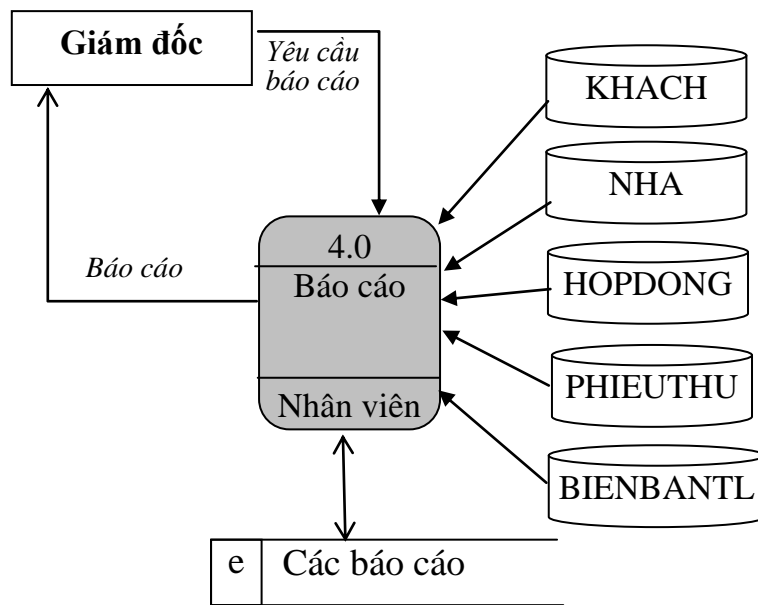 Giám đốc
Yêu cầu
báo cáo
KHACH
NHA
4.0
Báo cáo
Báo cáo
HOPDONG
PHIEUTHU
Nhân viên
BIENBANTL
e Các báo cáo